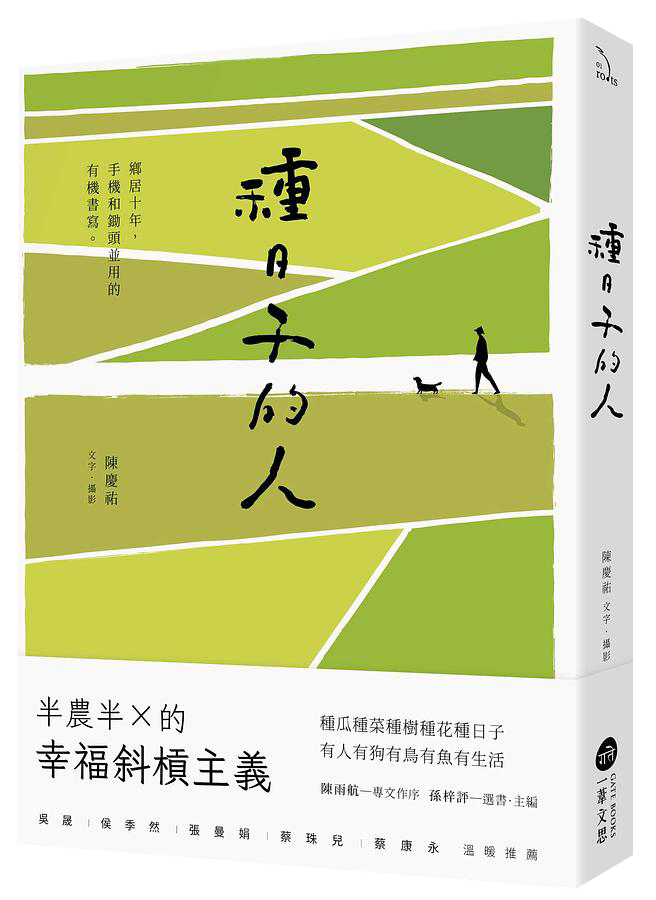 種日子的人
鄉居十年，
手機和鋤頭並用的
有機書寫。
陳慶祐
文字．攝影
半農半×的
幸福斜槓主義
種瓜種菜種樹種花種日子
有人有狗有鳥有魚有生活
陳雨航—專文作序 孫梓評—選書·主編
吳晟｜侯季然｜張曼娟｜蔡珠兒｜蔡康永 溫暖推薦
01
roots
種日子的人
陳慶祐 文字．攝影
GATE BOOKS
一葦文思